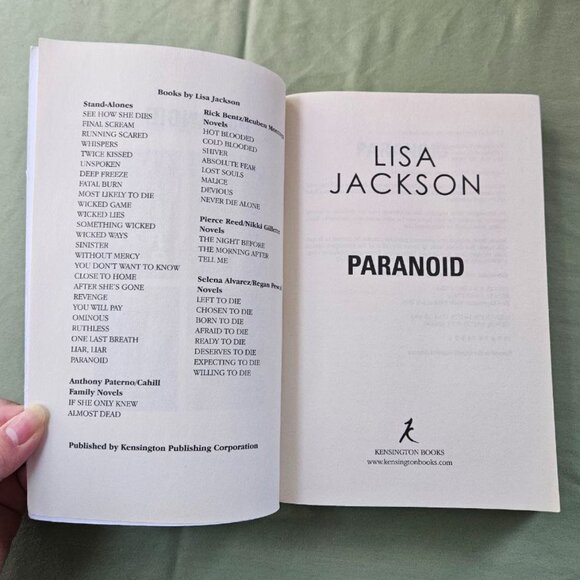 Books by Lisa Jackson
Stand-Alones
SEE HOW SHE DIES
FINAL SCREAM
RUNNING SCARED
WHISPERS
TWICE KISSED
UNSPOKEN
DEEP FREEZE
FATAL BURN
MOST LIKELY TO DIE
WICKED GAME
WICKED LIES
SOMETHING WICKED
WICKED WAYS
SINISTER
WITHOUT MERCY
YOU DON'T WANT TO KNOW
CLOSE TO HOME
AFTER SHE'S GONE
REVENGE
YOU WILL PAY
OMINOUS
RUTHLESS
ONE LAST BREATH
LIAR, LIAR
PARANOID
Anthony Paterno/Cahill
Family Novels
IF SHE ONLY KNEW
ALMOST DEAD
Rick Bentz/Reuben
Novels
HOT BLOODED
COLD BLOODED
SHIVER
ABSOLUTE FEAR
LOST SOULS
MALICE
DEVIOUS
NEVER DIE ALONE
Pierce Reed/Nikki
Novels
THE NIGHT BEFORE
THE MORNING AFTER
TELL ME
Selena Alvarez/Regan
Novels
LEFT TO DIE
CHOSEN TO DIE
BORN TO DIE
AFRAID TO DIE
READY TO DIE
DESERVES TO DIE
EXPECTING TO DIE
WILLING TO DIE
Published by Kensington Publishing Corporation
LISA
JACKSON
PARANOID
K
KENSINGTON BOOKS
www.kensingtonbooks.com